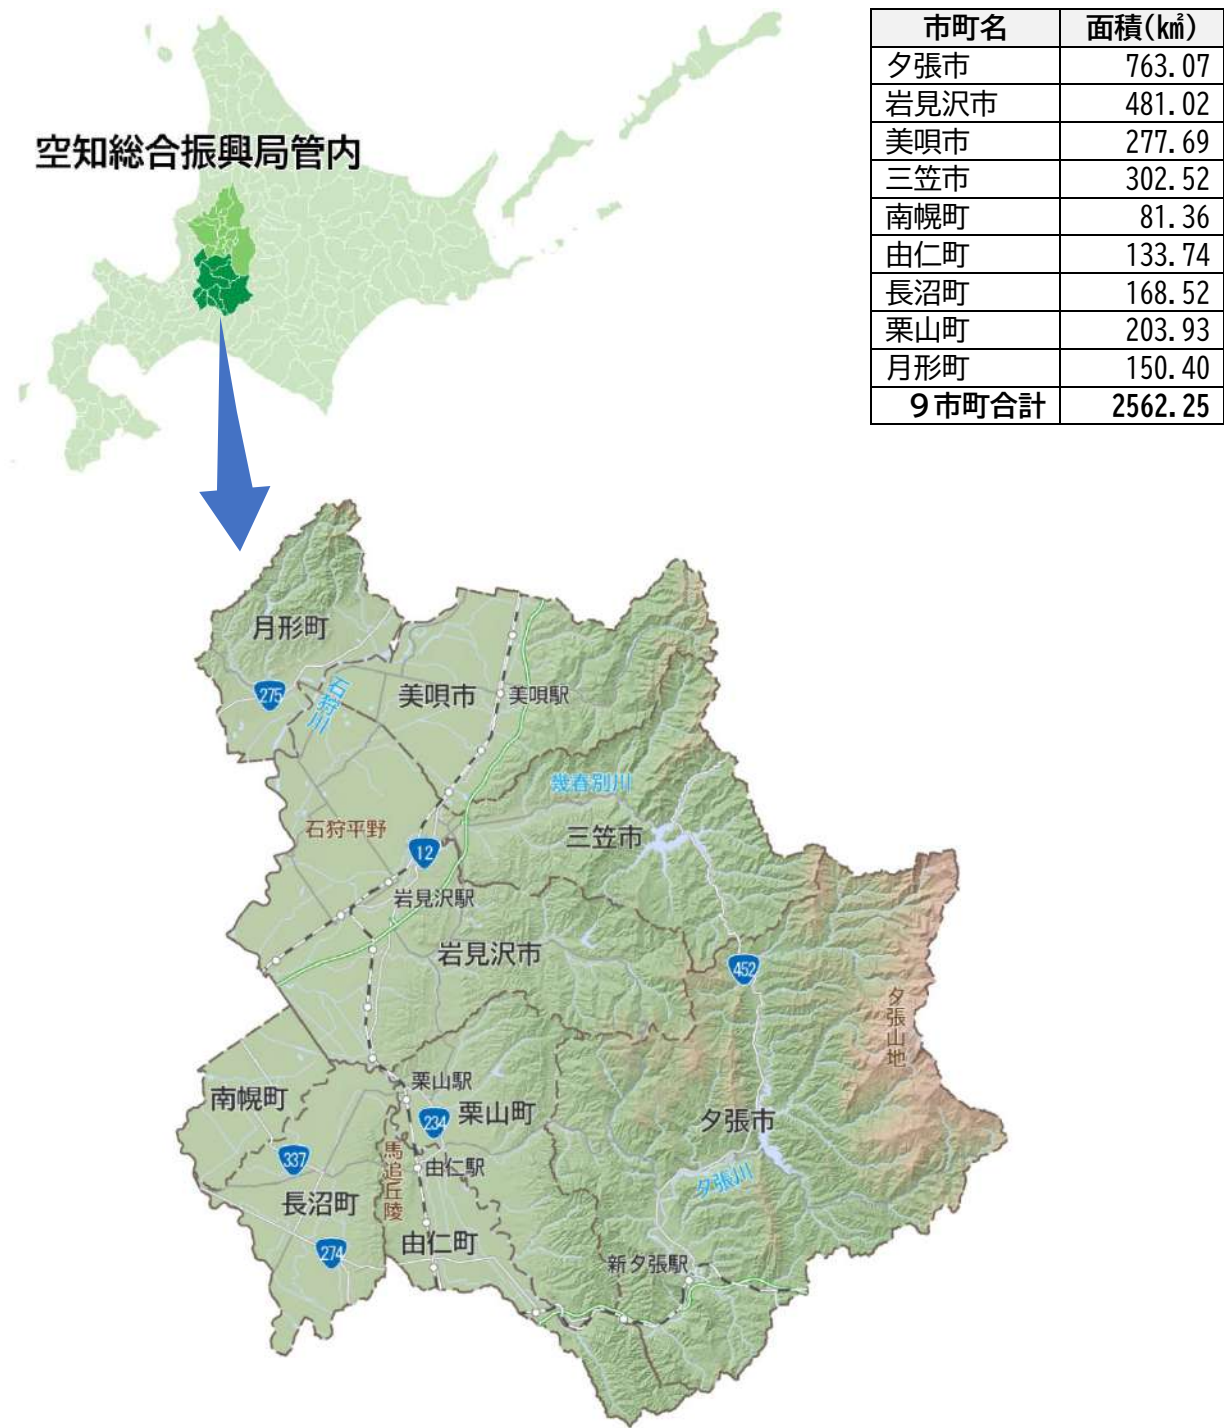 市町名 面積(㎢)
夕張市 763.07
岩見沢市 481.02
美唄市 277.69
三笠市 302.52
南幌町 81.36
由仁町 133.74
長沼町 168.52
栗山町 203.93
月形町 150.40
9市町合計 2562.25
空知総合振興局管内
月形町
275
石狩川
美唄市
美唄駅
幾春別川
石狩平野
三笠市
12
岩見沢駅
岩見沢市
452
夕張山地
栗山駅
南幌町
栗山町
234
夕張市
337
馬追丘陵
由仁駅
夕張川
長沼町
由仁町
274
新夕張駅